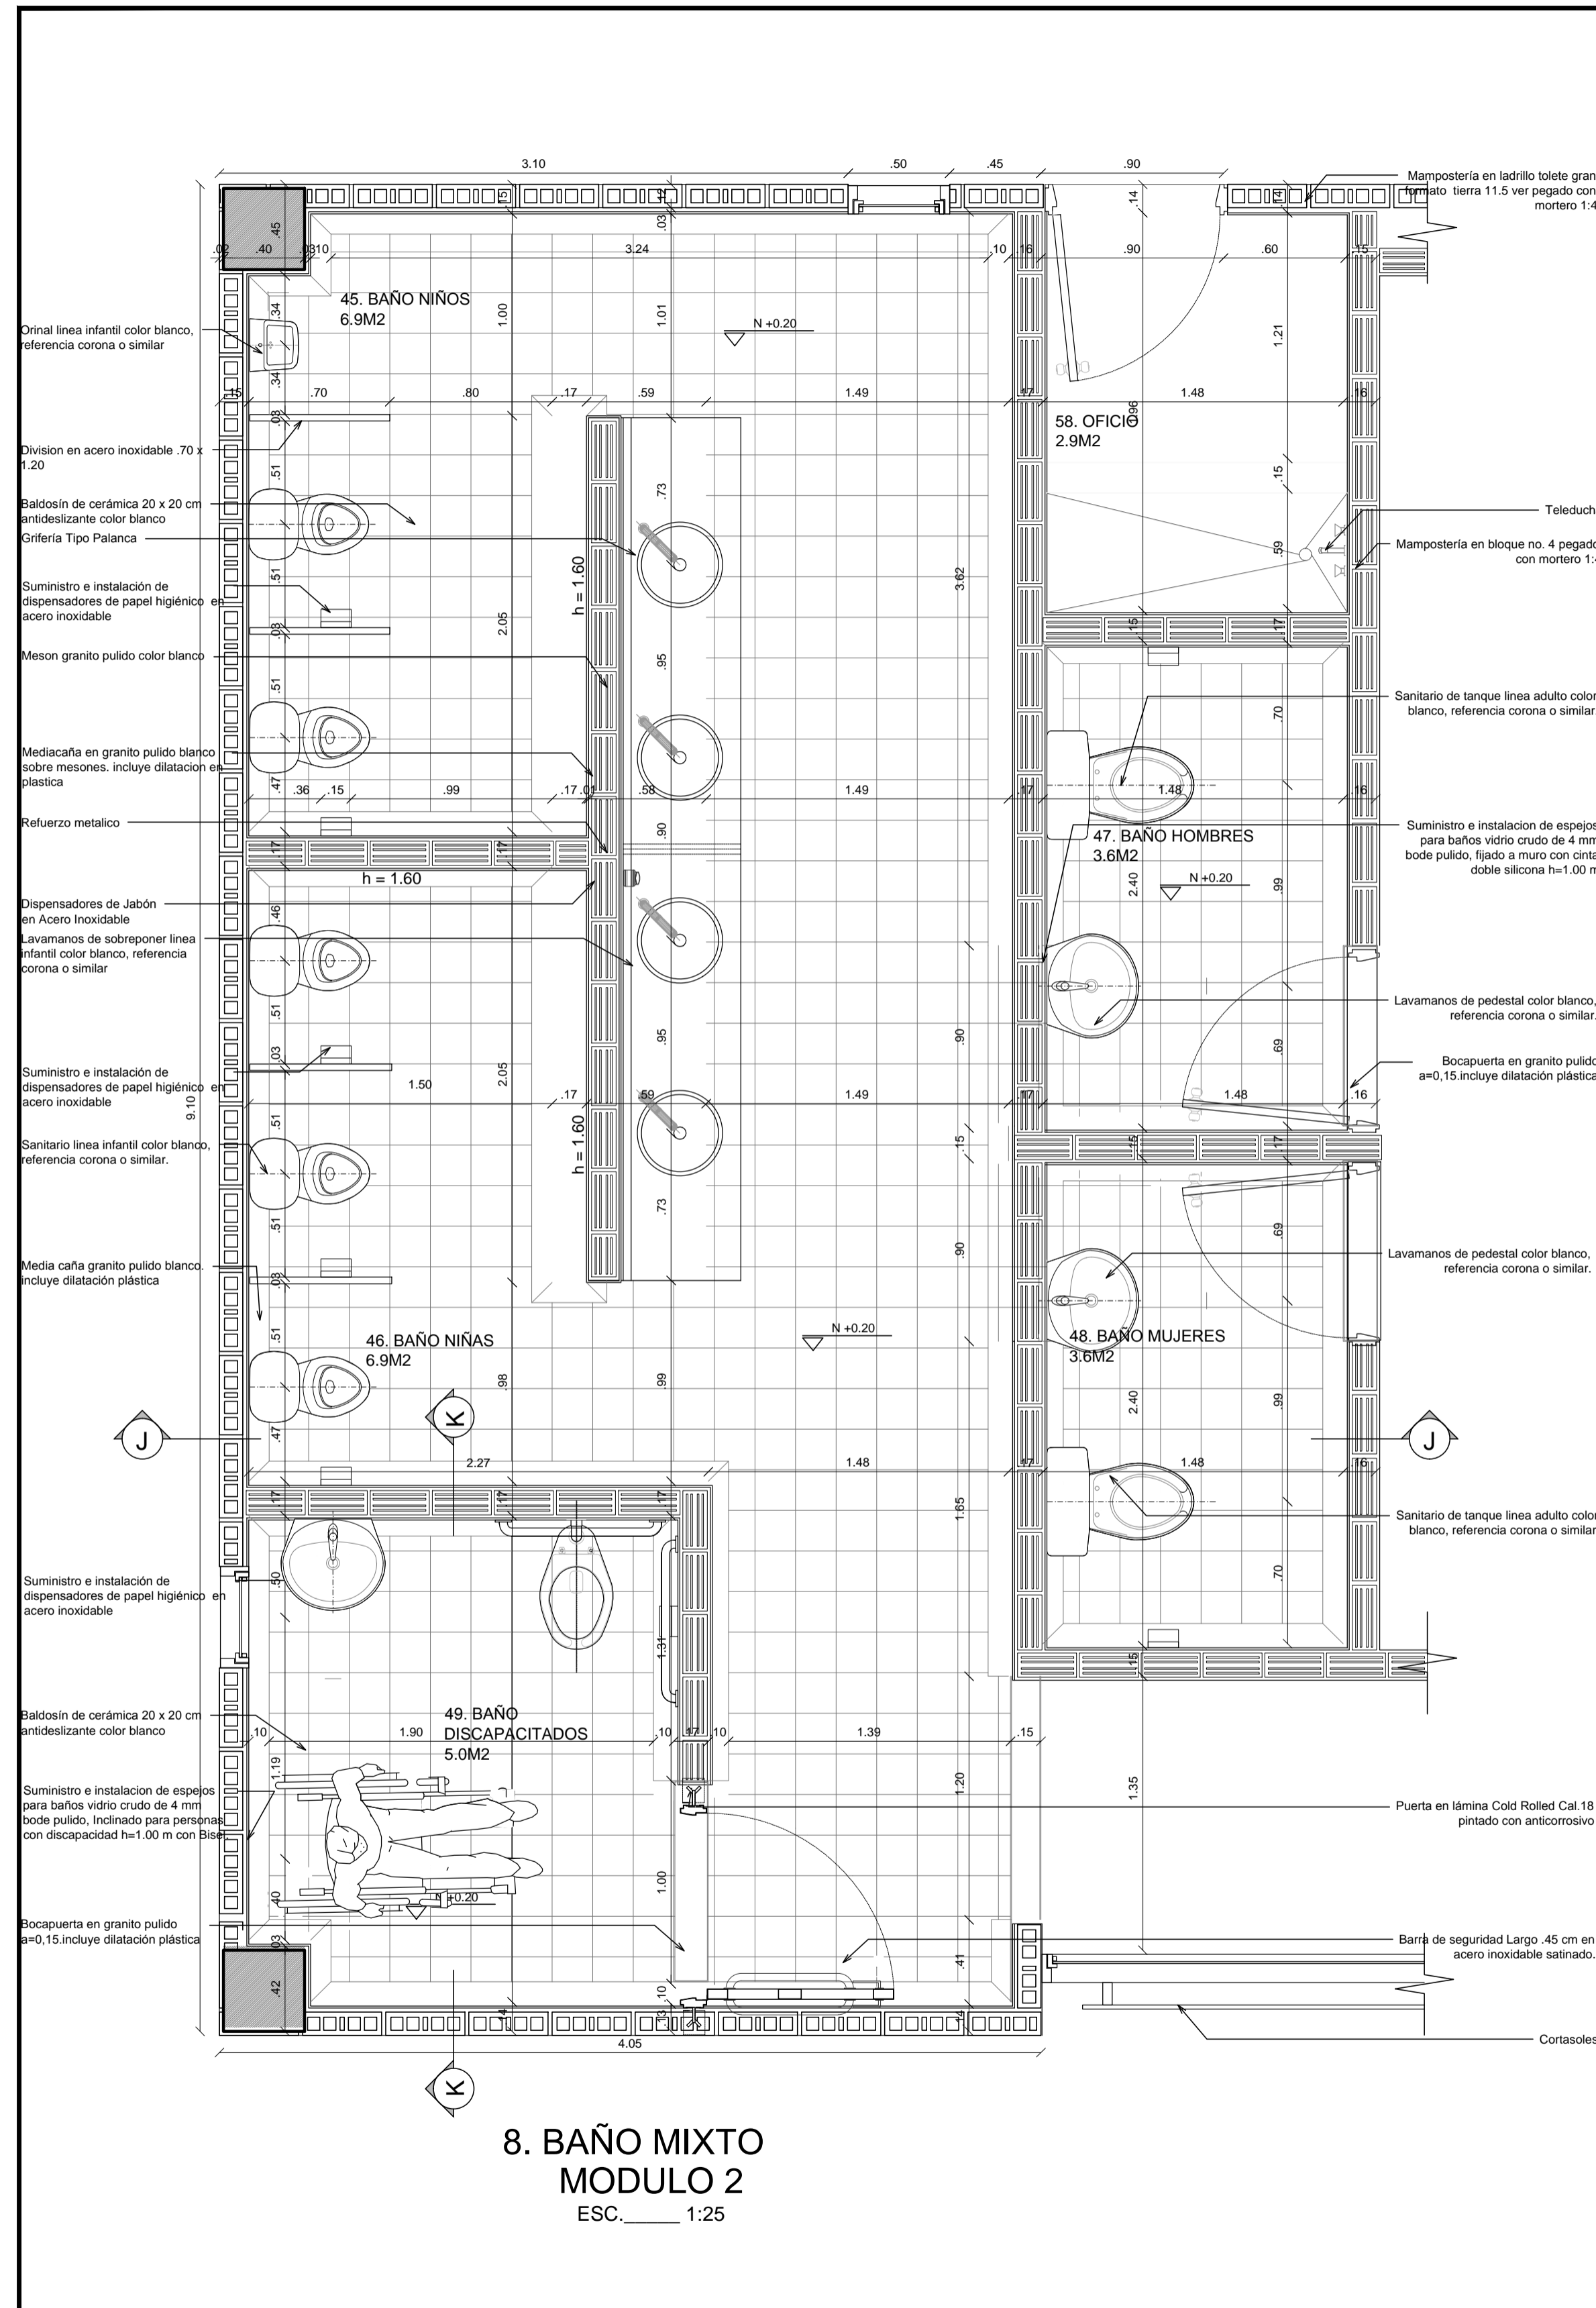 3.10
.50
.45
.90
Mampostería en ladrillo tolete gran
formato tierra 11.5 ver pegado con
mortero 1:4
.15
.12
.14
.14
.45
.03
.02
.40
.03
.10
3.24
.10
.16
.90
.60
.15
45. BAÑO NIÑOS
6.9M2
.34
1.00
1.01
N +0.20
1.21
Orinal linea infantil color blanco,
referencia corona o similar
.34
.15
.70
.80
.17
.59
1.49
.17
1.48
.16
.03
58. OFICIO
2.9M2
Division en acero inoxidable .70 x
1.20
.51
.73
.15
Baldosín de cerámica 20 x 20 cm
antideslizante color blanco
Grifería Tipo Palanca
Teleduch
Mampostería en bloque no. 4 pegado
.59
Suministro e instalación de
dispensadores de papel higiénico en
acero inoxidable
.51
h = 1.60
3.62
.03
2.05
.15
.17
Meson granito pulido color blanco
.51
.95
.70
Sanitario de tanque linea adulto color
blanco, referencia corona o similar
Mediacaña en granito pulido blanco
sobre mesones. incluye dilatacion en
plastica
.47
.36
.15
.99
.17
.01
.58
1.49
.17
1.48
.16
Refuerzo metalico
.90
47. BAÑO HOMBRES
3.6M2
Suministro e instalacion de espejos
para baños vidrio crudo de 4 mm
bode pulido, fijado a muro con cinta
doble silicona h=1.00 m
.17
.17
h = 1.60
2.40
N +0.20
.99
Dispensadores de Jabón
en Acero Inoxidable
.46
Lavamanos de sobreponer linea
infantil color blanco, referencia
corona o similar
.51
Lavamanos de pedestal color blanco,
referencia corona o similar.
.03
.95
.90
.69
Suministro e instalación de
dispensadores de papel higiénico en
acero inoxidable
1.50
2.05
Bocapuerta en granito pulido
a=0,15.incluye dilatación plástica
9.10
.17
.59
1.49
.17
1.48
.16
.51
h = 1.60
.15
.15
.17
Sanitario linea infantil color blanco,
referencia corona o similar.
.51
.73
.90
.69
Media caña granito pulido blanco.
incluye dilatación plástica
.03
Lavamanos de pedestal color blanco,
referencia corona o similar.
46. BAÑO NIÑAS
6.9M2
.51
.98
.99
N +0.20
48. BAÑO MUJERES
3.6M2
2.40
.99
K
J
J
.47
2.27
1.48
.17
1.48
.16
.17
.17
.17
1.65
Sanitario de tanque linea adulto color
blanco, referencia corona o similar
Suministro e instalación de
dispensadores de papel higiénico en
acero inoxidable
.50
.70
1.31
.15
Baldosín de cerámica 20 x 20 cm
antideslizante color blanco
.10
1.90
49. BAÑO
DISCAPACITADOS
5.0M2
.10
.17
.10
1.39
.15
1.19
1.20
1.35
Suministro e instalacion de espejos
para baños vidrio crudo de 4 mm
bode pulido, Inclinado para personas
con discapacidad h=1.00 m con Bisel
Puerta en lámina Cold Rolled Cal.18
pintado con anticorrosivo
.40
1.00
+0.20
Bocapuerta en granito pulido
a=0,15.incluye dilatación plástica
.03
.41
Barra de seguridad Largo .45 cm en
acero inoxidable satinado.
.42
.10
.14
.13
.14
4.05
Cortasoles
K
8. BAÑO MIXTO
MODULO 2
ESC._____ 1:25